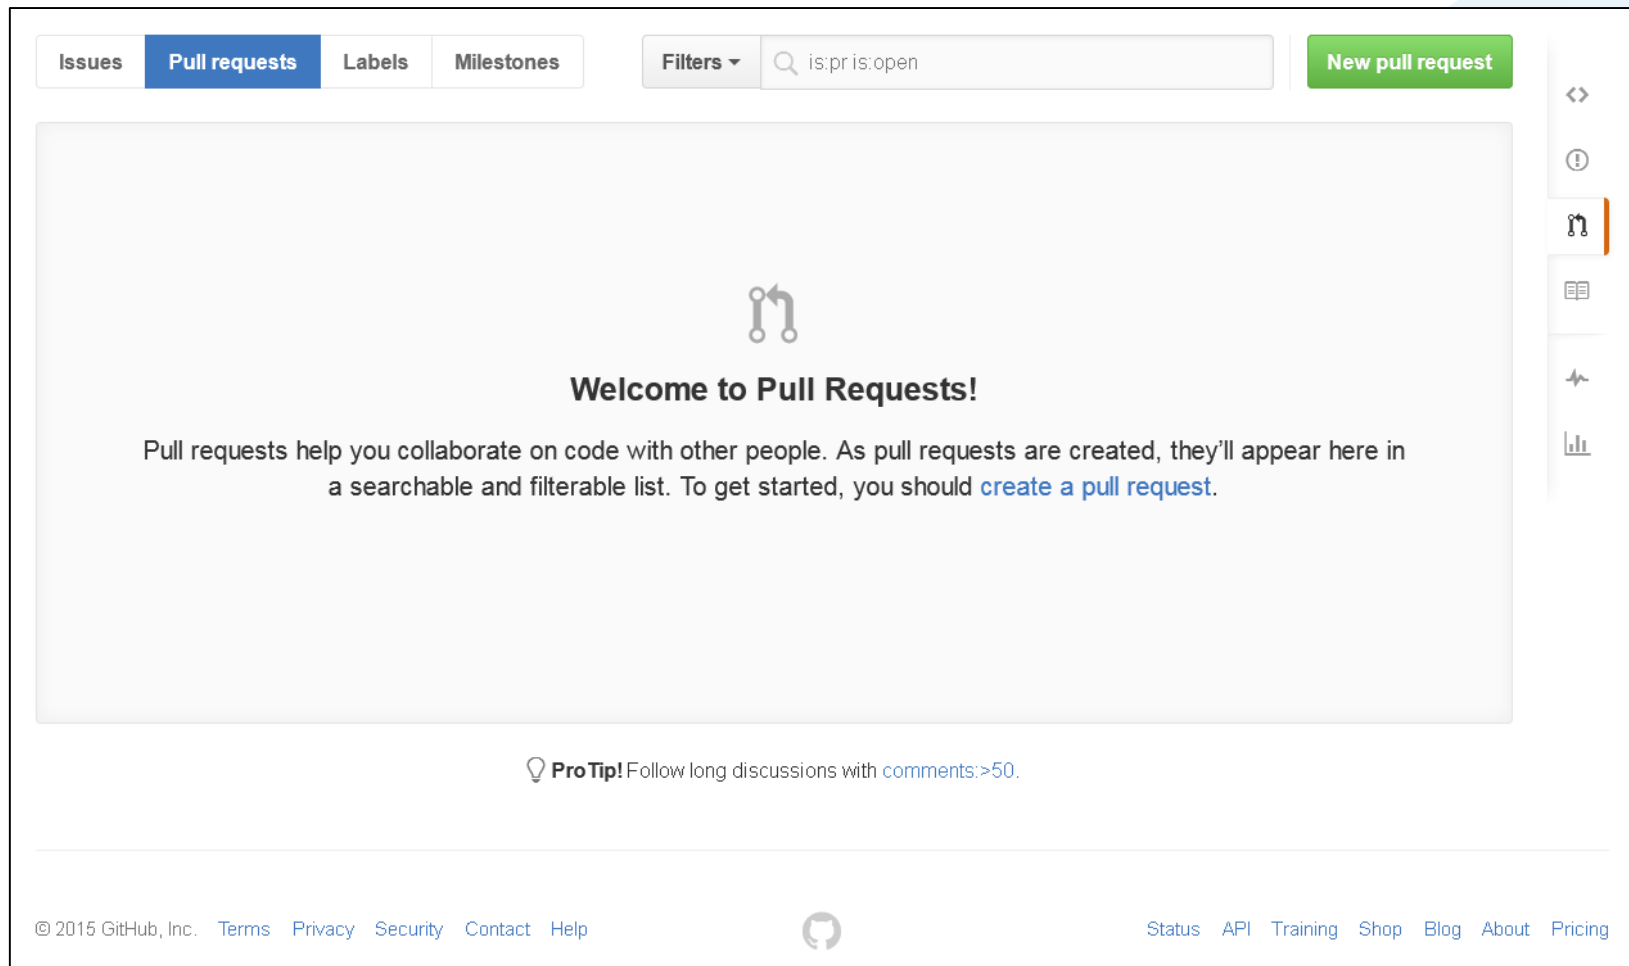 Issues Pull requests Labels Milestones Filters is:pr is:open New pull request
Welcome to Pull Requests!
Pull requests help you collaborate on code with other people. As pull requests are created, they’ll appear here in
a searchable and filterable list. To get started, you should create a pull request.
ProTip! Follow long discussions with comments:>50.
© 2015 GitHub, Inc. Terms Privacy Security Contact Help Status API Training Shop Blog About Pricing